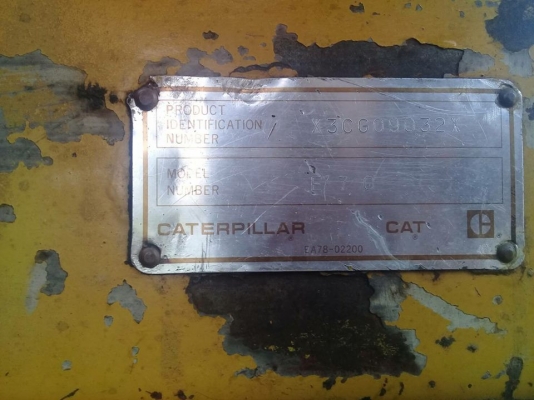 PRODUCT
IDENTIFICATION
NUMBER
MODEL
NUMBER
CATERPILLAR CAT
EA78-02200